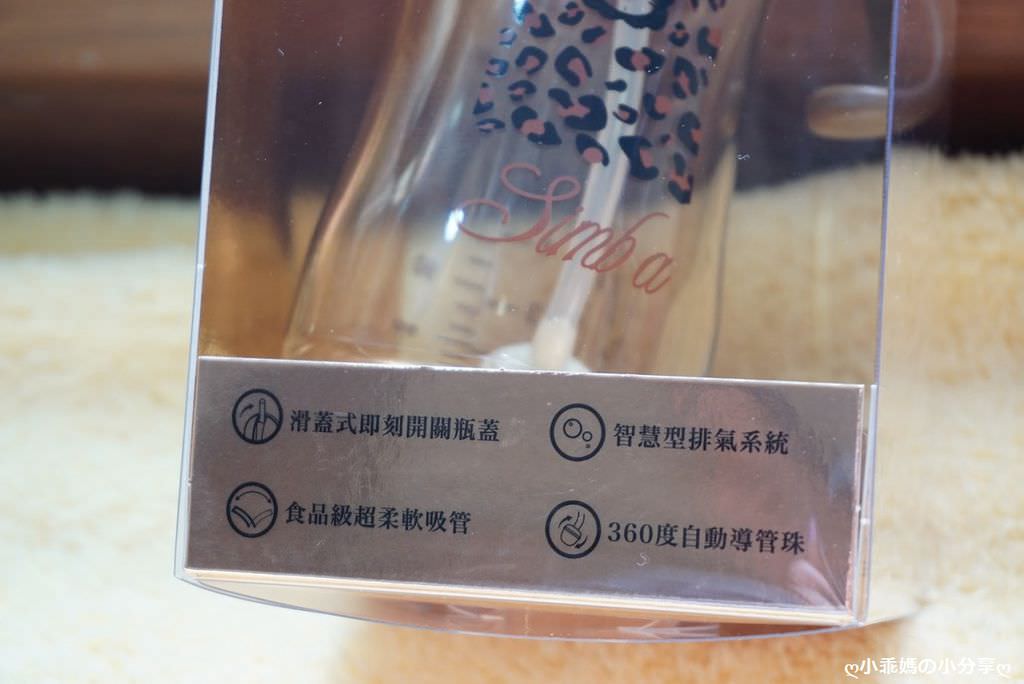 Simba
滑蓋式即刻開關瓶蓋
智慧型排氣系統
食品級超柔軟吸管
360度自動導管珠
ღ小乖媽の小分享ღ